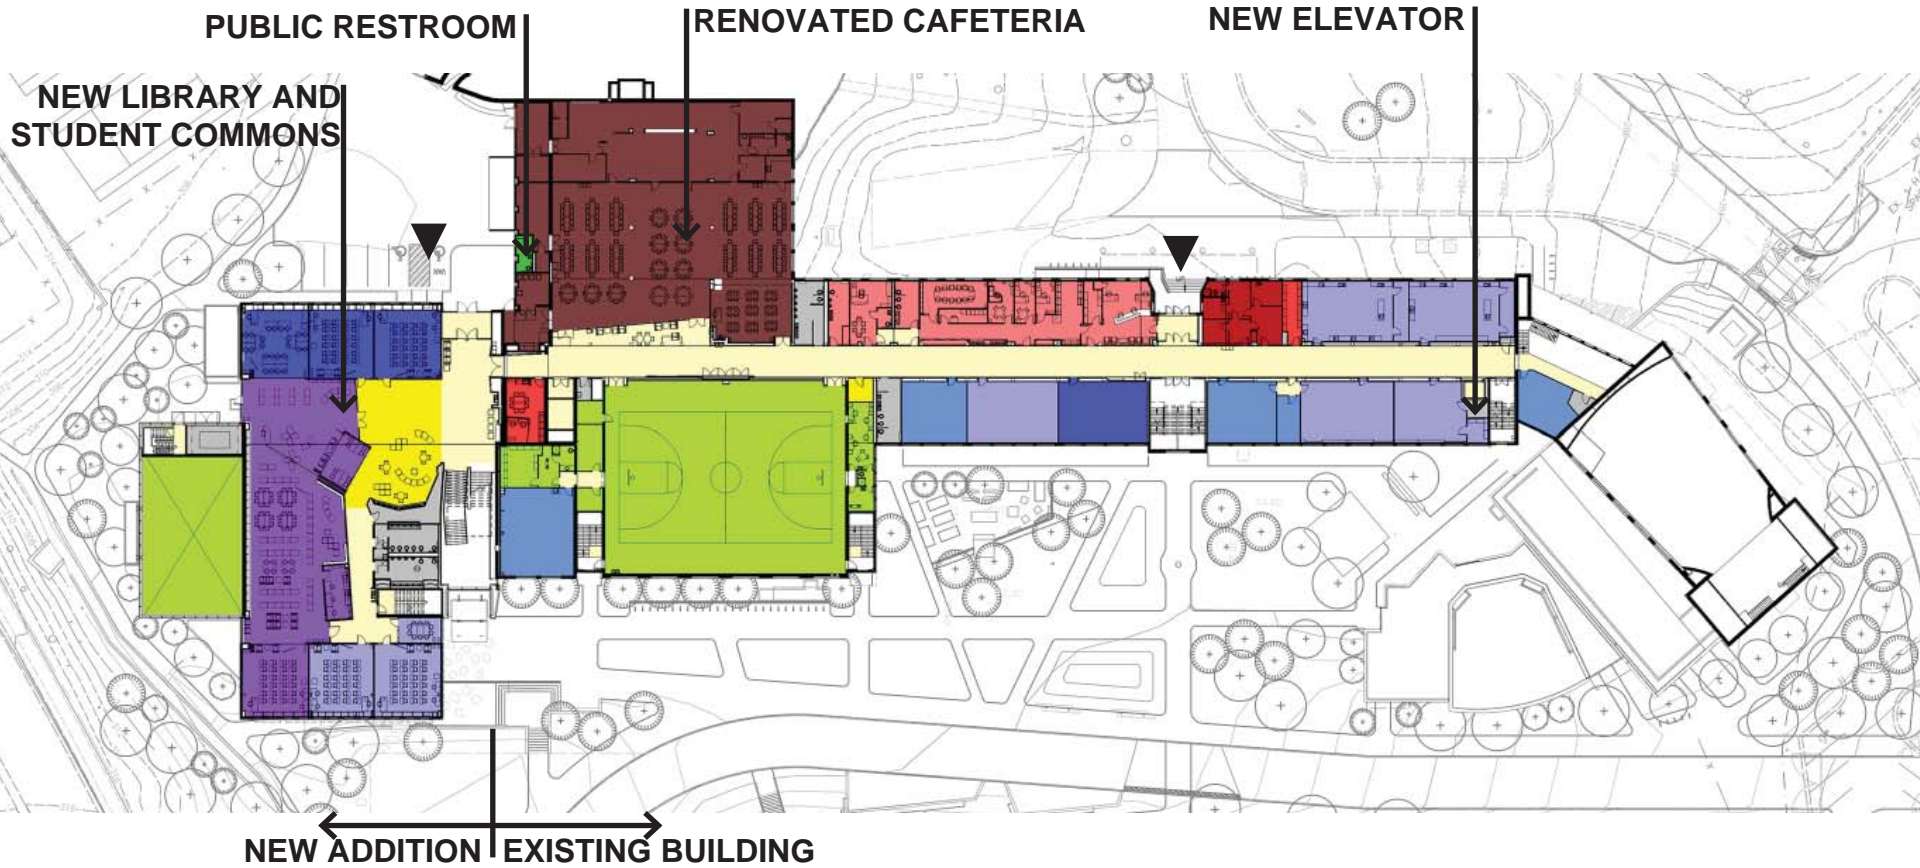 PUBLIC RESTROOM
RENOVATED CAFETERIA
NEW ELEVATOR
NEW LIBRARY AND
STUDENT COMMONS
NEW ADDITION
EXISTING BUILDING